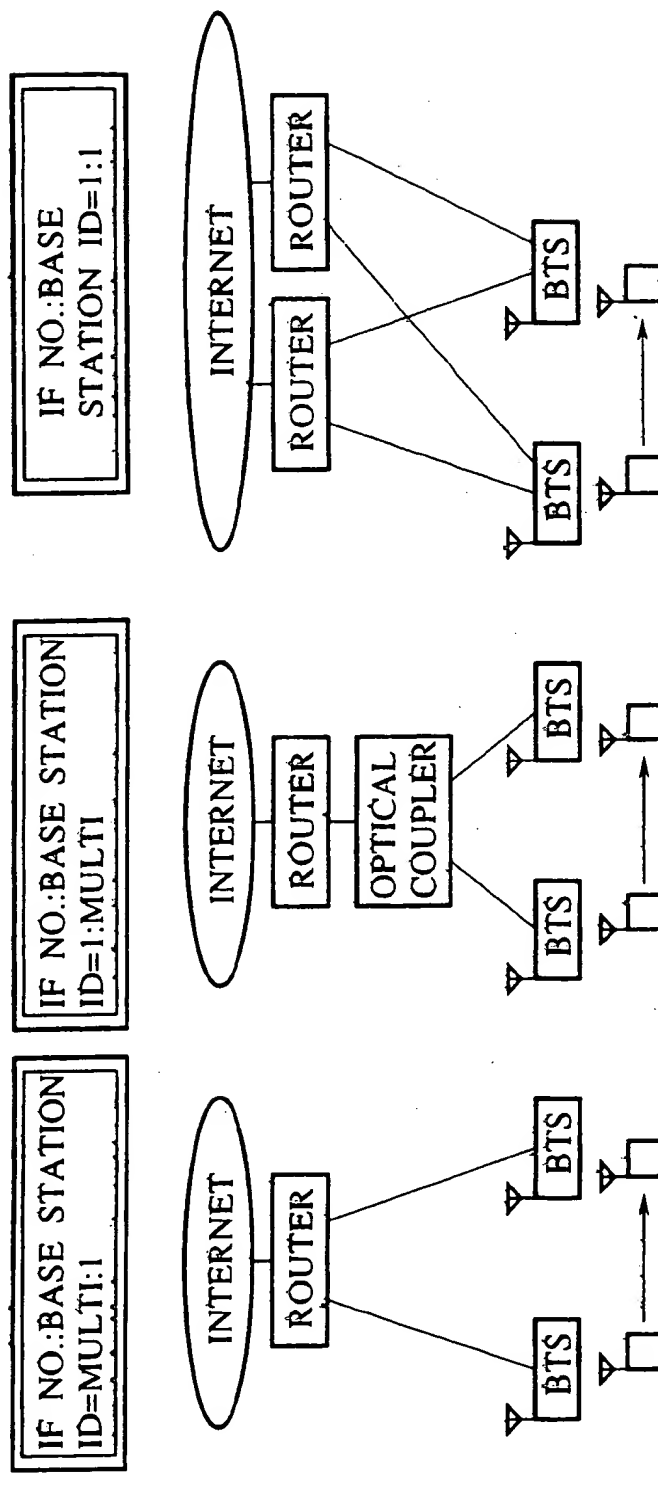 IF NO.:BASE STATION
ID=MULTI:1
INTERNET
ROUTER
BTS
BTS
IF NO.:BASE STATION
ID=1:MULTI
INTERNET
ROUTER
OPTICAL
COUPLER
BTS
BTS
IF NO.:BASE
STATION ID=1:1
INTERNET
ROUTER
ROUTER
BTS
BTS